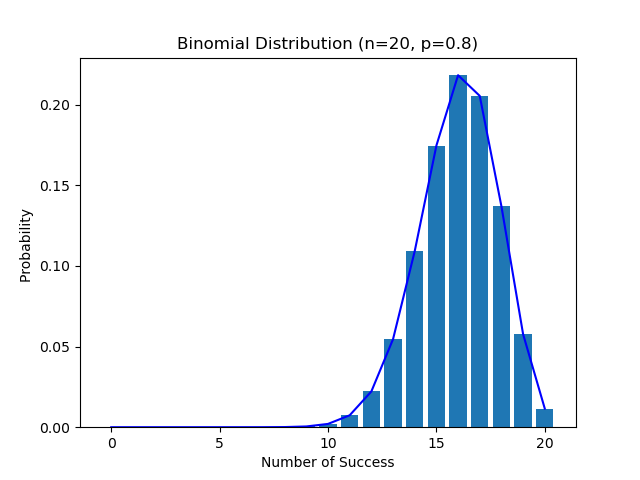 Binomial Distribution (n=20, p=0.8)
0.20
0.15
0.10
0.05
0.00
Probability
0 5 10 15 20
Number of Success